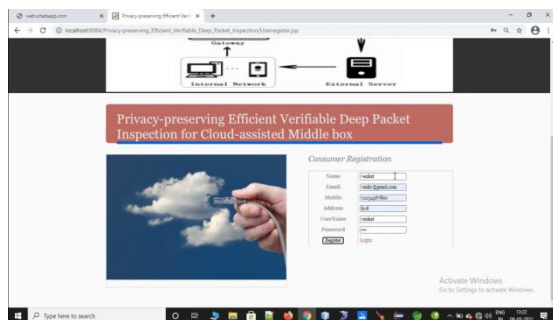 web.whatsapp.com
Privacy-preserving Efficient Veri
localhost:8084/Privacy-preserving_Efficient_Verifiable_Deep_Packet_Inspection/Userregister.jsp
Gateway
Internal Network
External Server
Privacy-preserving Efficient Verifiable Deep Packet
Inspection for Cloud-assisted Middle box
Consumer Registration
Name venkat
Email
Mobile
Address hyd
UserName venkat
Password •••
Register Login
Activate Windows
Go to Settings to activate Windows.
Type here to search
ENG